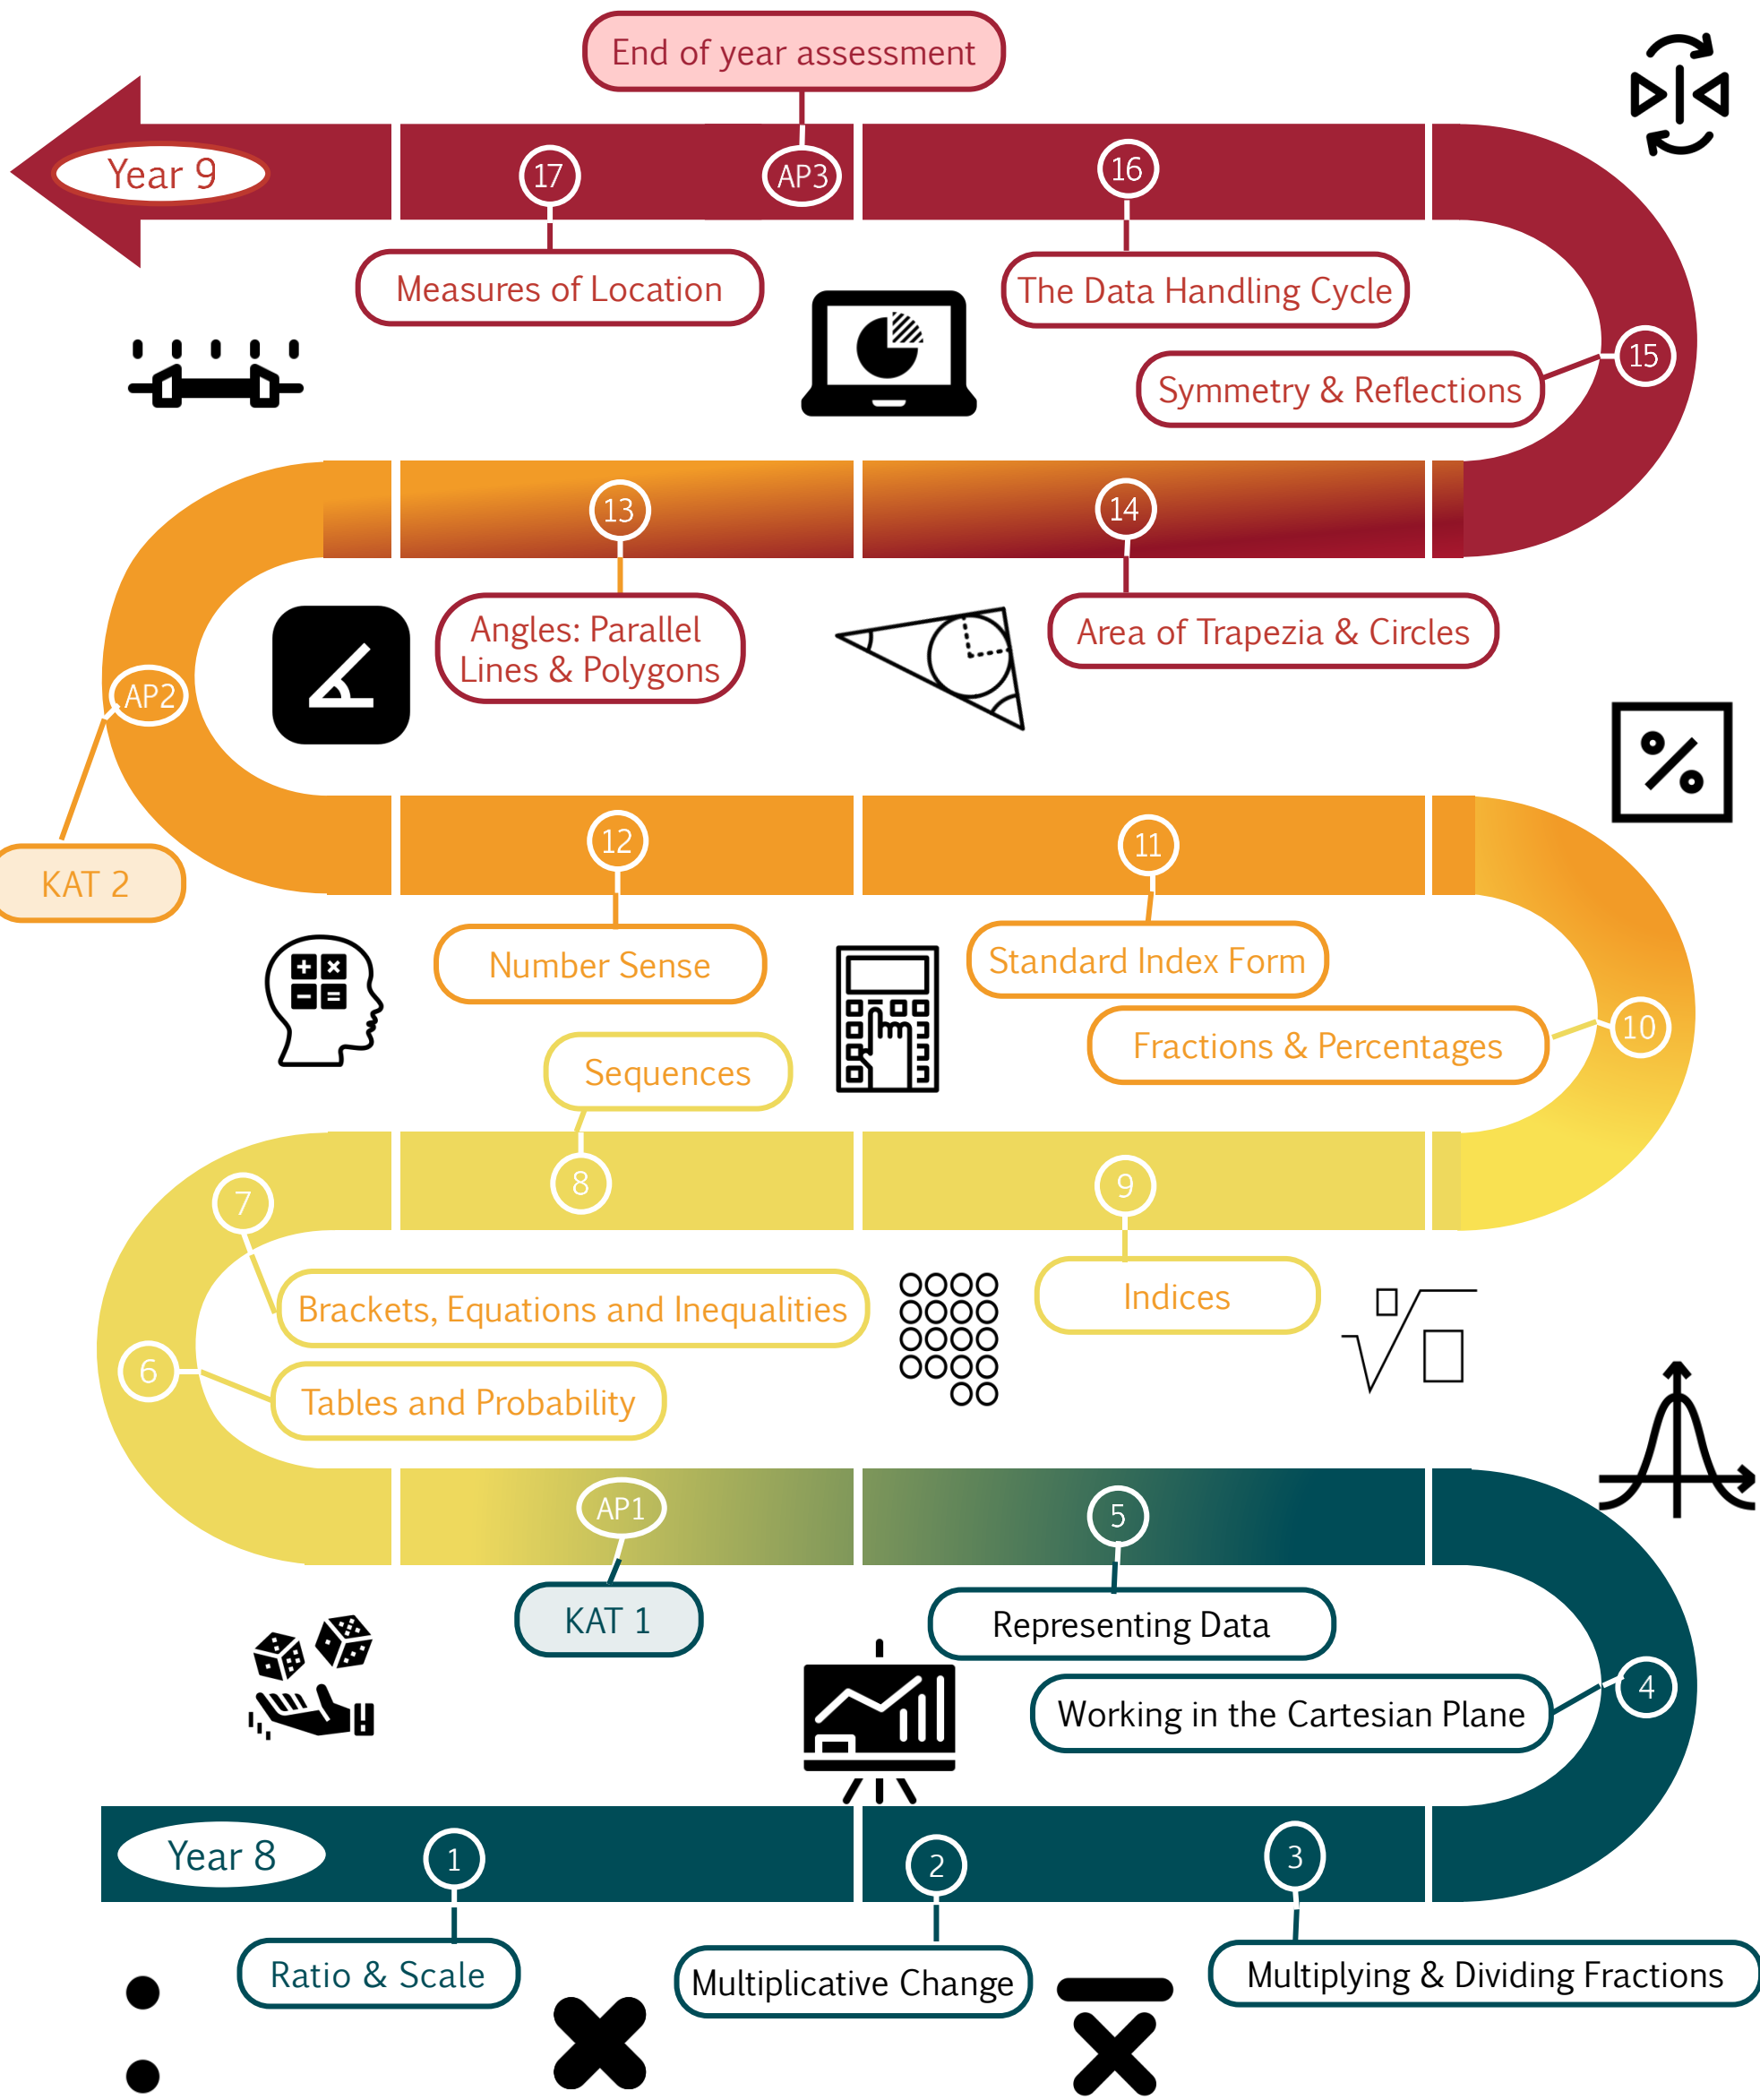 End of year assessment
Year 9
17
AP3
16
Measures of Location
The Data Handling Cycle
15
Symmetry & Reflections
13
14
Angles: Parallel
Lines & Polygons
Area of Trapezia & Circles
AP2
KAT 2
12
11
Number Sense
Standard Index Form
10
Fractions & Percentages
Sequences
7
8
9
Brackets, Equations and Inequalities
Indices
6
Tables and Probability
AP1
5
KAT 1
Representing Data
4
Working in the Cartesian Plane
Year 8
1
2
3
Ratio & Scale
Multiplicative Change
Multiplying & Dividing Fractions